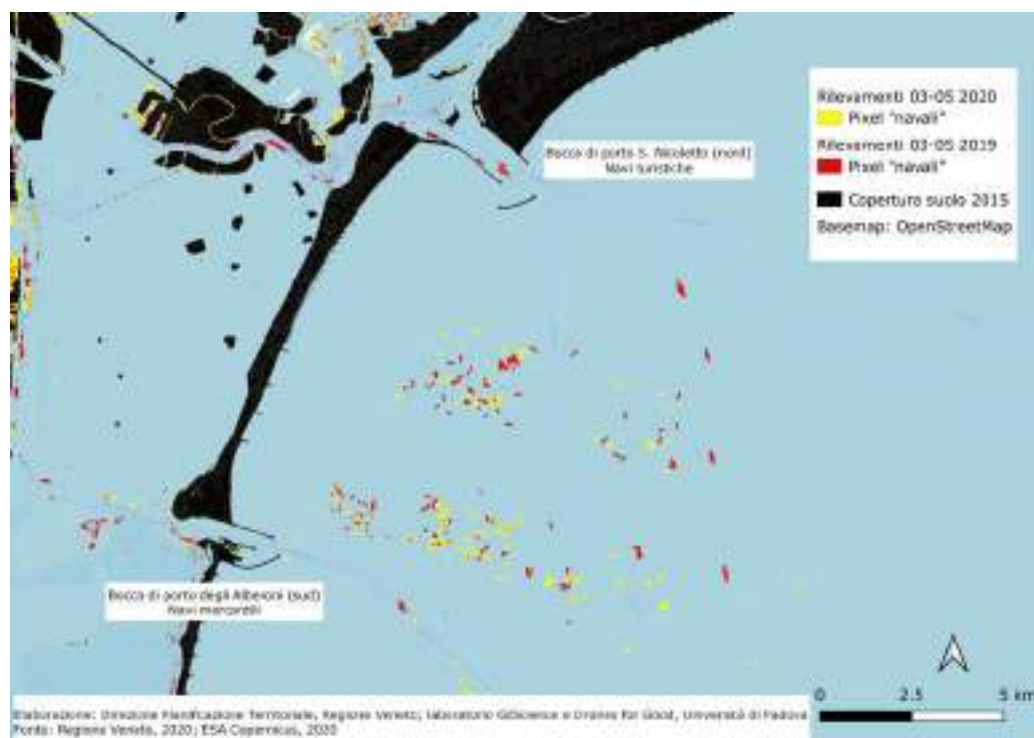 Rilevamenti 03-05 2020
Pixel "navali"
Rilevamenti 03-05 2019
Pixel "navali"
Copertura suolo 2015
Basemap: OpenStreetMap
Bocca di porto S. Nicoletto (nord)
Navi turistiche
Bocca di porto degli Alberoni (sud)
Navi mercantili
0 2.5 5 km
Elaborazione: Direzione Pianificazione Territoriale, Regione Veneto; laboratorio GIScience e Drones for Good, Università di Padova
Fonte: Regione Veneto, 2020; ESA Copernicus, 2020